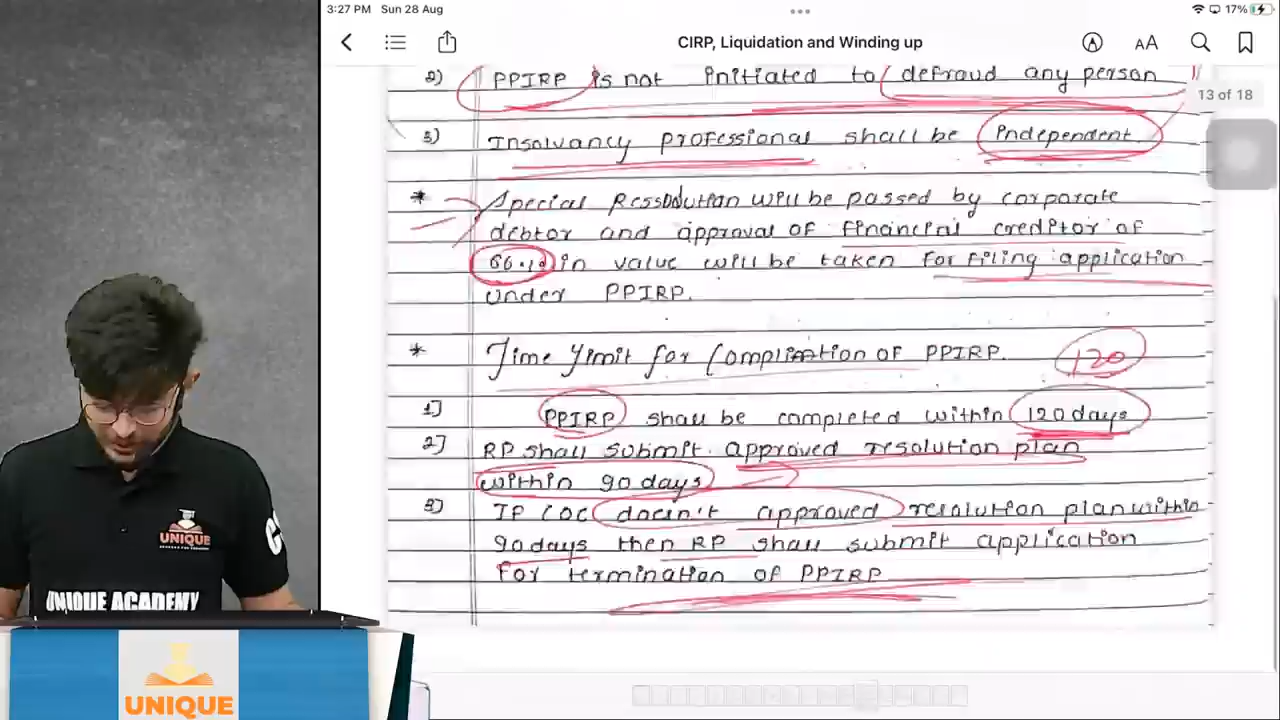 3:27 PM Sun 28 Aug
17%
CIRP, Liquidation and Winding up
AA
13 of 18
2) PPIRP is not initiated to defraud any person
3) Insolvancy professional shall be Independent.
* Special Ressolution will be passed by corporate
debtor and approval of financial creditor of
66% in value will be taken for filing application
under PPIRP.
* Time limit for Complition of PPIRP. 120
1] PPIRP shall be completed within 120 days
2] RP shall submit approved resolution plan
within 90 days
3) IF COC doesn't approved resolution plan within
90 days then RP shall submit application
for termination of PPIRP
UNIQUE
UNIQUE ACADEMY
UNIQUE